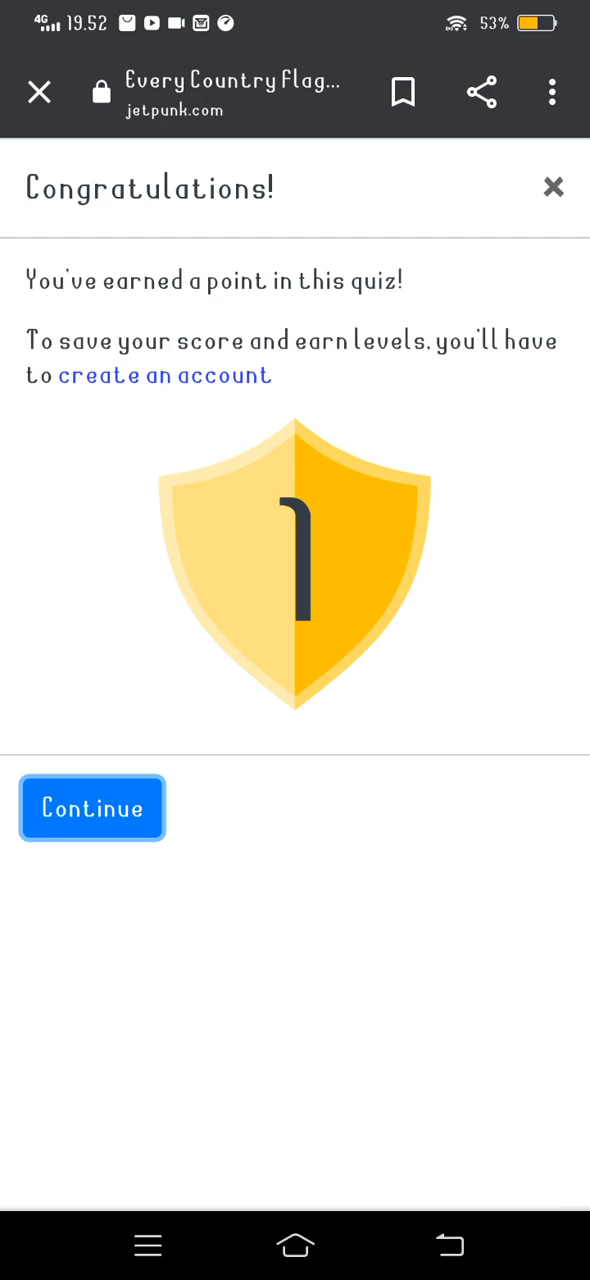 4G 19.52 53%
Every Country Flag...
jetpunk.com
Congratulations!
You've earned a point in this quiz!
To save your score and earn levels, you'll have
to create an account
1
Continue